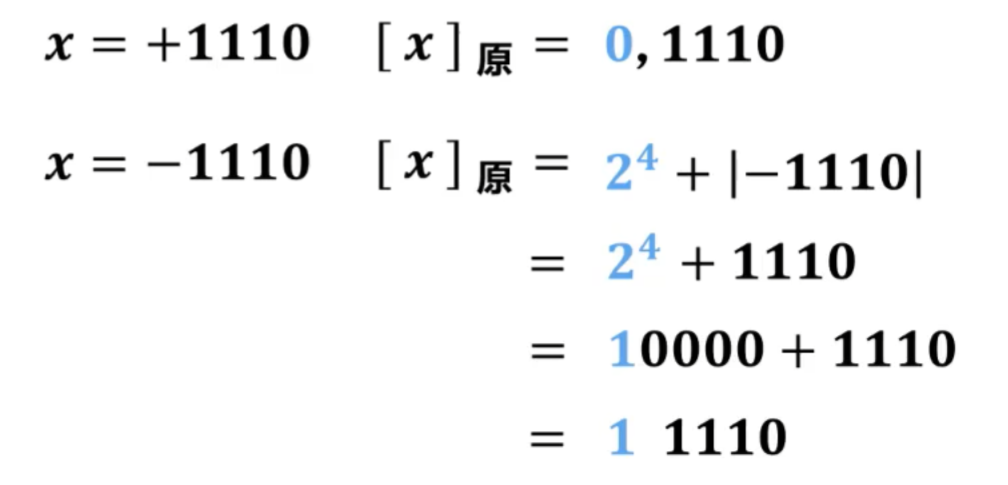 x = +1110 [ x ]原 = 0, 1110
x = −1110 [ x ]原 = 2⁴ + |−1110|
= 2⁴ + 1110
= 10000 + 1110
= 1 1110